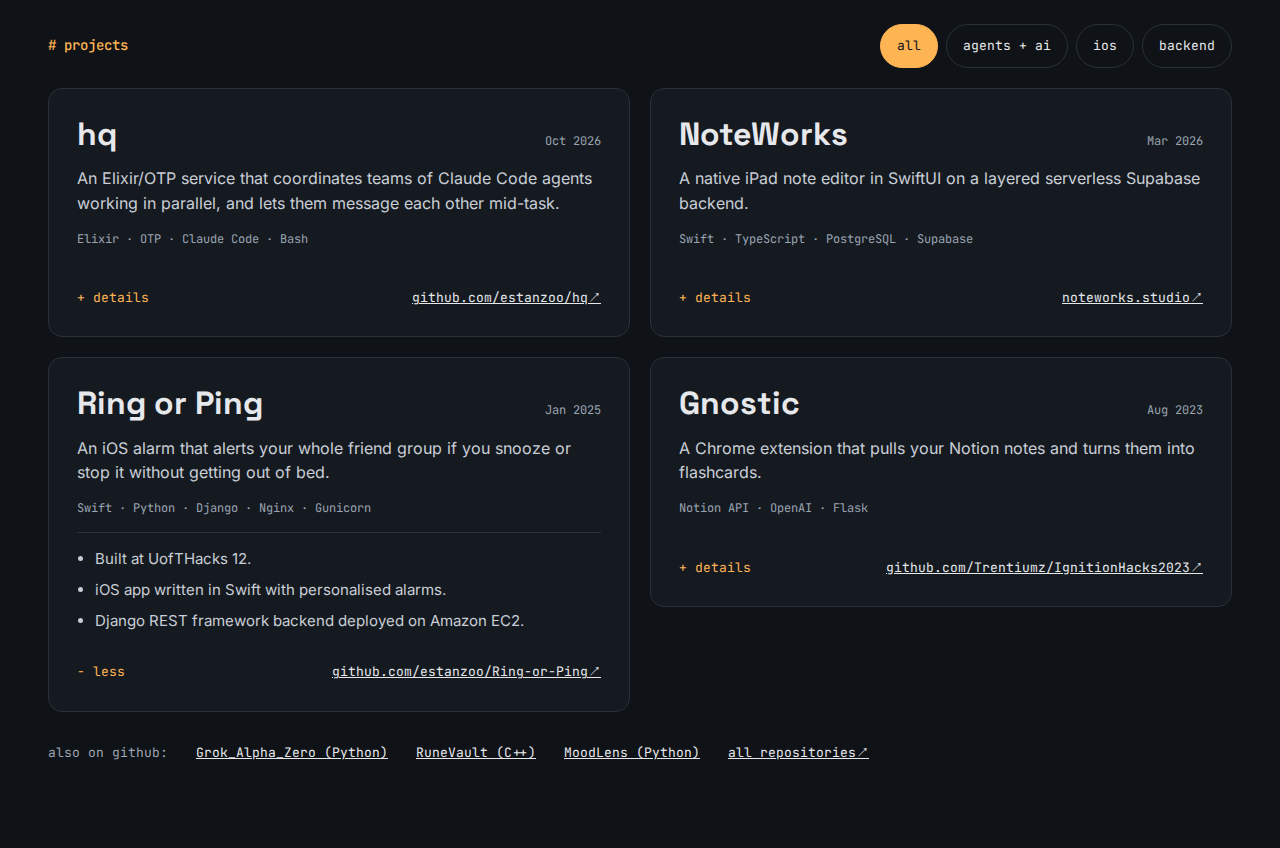 # projects
all
agents + ai
ios
backend
hq
Oct 2026
An Elixir/OTP service that coordinates teams of Claude Code agents
working in parallel, and lets them message each other mid-task.
Elixir · OTP · Claude Code · Bash
+ details
github.com/estanzoo/hq↗
NoteWorks
Mar 2026
A native iPad note editor in SwiftUI on a layered serverless Supabase
backend.
Swift · TypeScript · PostgreSQL · Supabase
+ details
noteworks.studio↗
Ring or Ping
Jan 2025
An iOS alarm that alerts your whole friend group if you snooze or
stop it without getting out of bed.
Swift · Python · Django · Nginx · Gunicorn
• Built at UofTHacks 12.
• iOS app written in Swift with personalised alarms.
• Django REST framework backend deployed on Amazon EC2.
- less
github.com/estanzoo/Ring-or-Ping↗
Gnostic
Aug 2023
A Chrome extension that pulls your Notion notes and turns them into
flashcards.
Notion API · OpenAI · Flask
+ details
github.com/Trentiumz/IgnitionHacks2023↗
also on github: Grok_Alpha_Zero (Python) RuneVault (C++) MoodLens (Python) all repositories↗